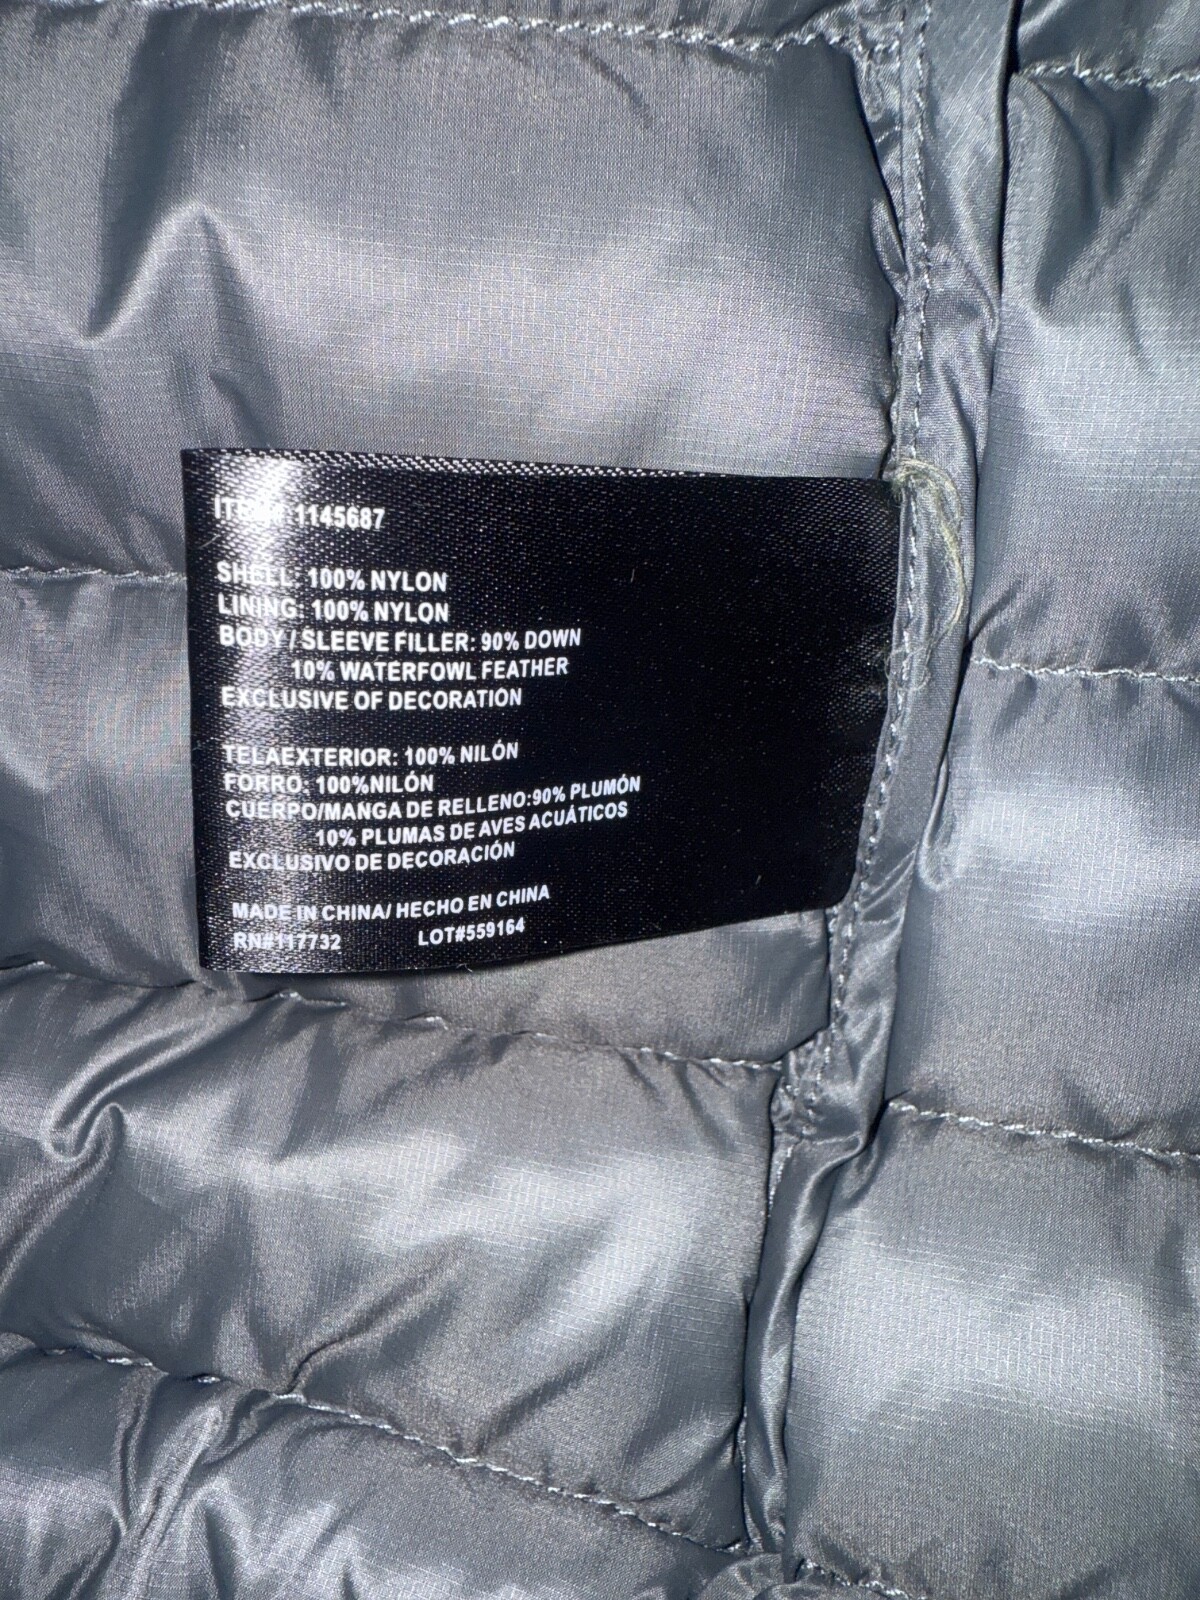 ITEM# 1145687
SHELL: 100% NYLON
LINING: 100% NYLON
BODY / SLEEVE FILLER: 90% DOWN
10% WATERFOWL FEATHER
EXCLUSIVE OF DECORATION
TELAEXTERIOR: 100% NILÓN
FORRO: 100%NILÓN
CUERPO/MANGA DE RELLENO:90% PLUMÓN
10% PLUMAS DE AVES ACUÁTICOS
EXCLUSIVO DE DECORACIÓN
MADE IN CHINA/ HECHO EN CHINA
RN#117732 LOT#559164